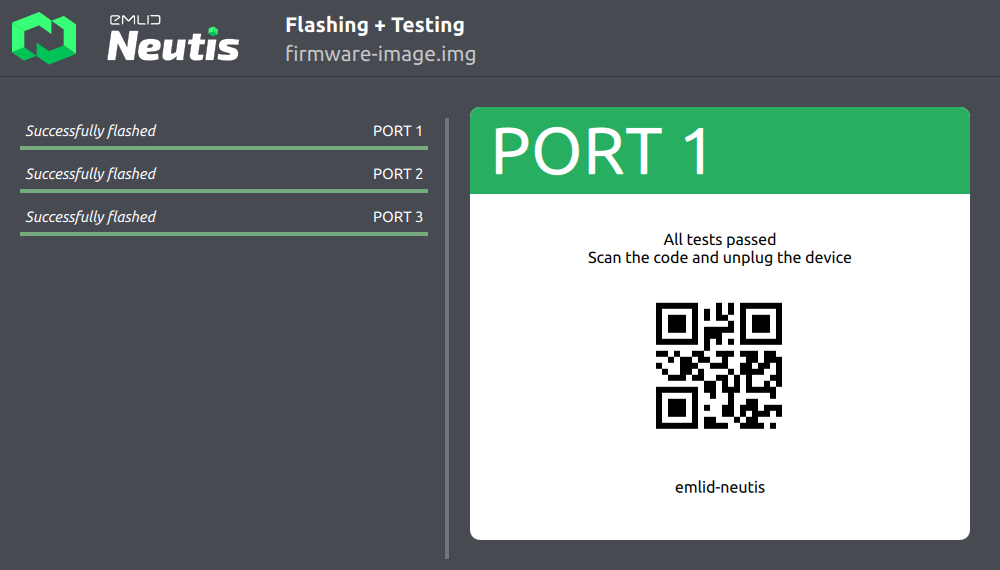 EMLID
Neutis
Flashing + Testing
firmware-image.img
Successfully flashed PORT 1
Successfully flashed PORT 2
Successfully flashed PORT 3
PORT 1
All tests passed
Scan the code and unplug the device
emlid-neutis